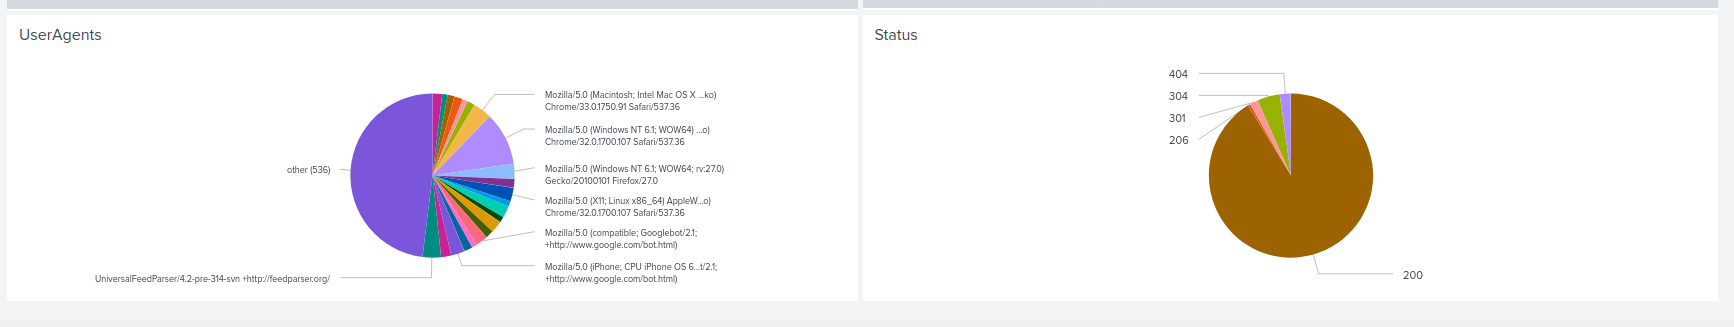 UserAgents
Mozilla/5.0 (Macintosh; Intel Mac OS X ...ko)
Chrome/33.0.1750.91 Safari/537.36
Mozilla/5.0 (Windows NT 6.1; WOW64) ...o)
Chrome/32.0.1700.107 Safari/537.36
other (536)
Mozilla/5.0 (Windows NT 6.1; WOW64; rv:27.0)
Gecko/20100101 Firefox/27.0
Mozilla/5.0 (X11; Linux x86_64) AppleW...o)
Chrome/32.0.1700.107 Safari/537.36
Mozilla/5.0 (compatible; Googlebot/2.1;
+http://www.google.com/bot.html)
Mozilla/5.0 (iPhone; CPU iPhone OS 6...t/2.1;
+http://www.google.com/bot.html)
UniversalFeedParser/4.2-pre-314-svn +http://feedparser.org/
Status
404
304
301
206
200